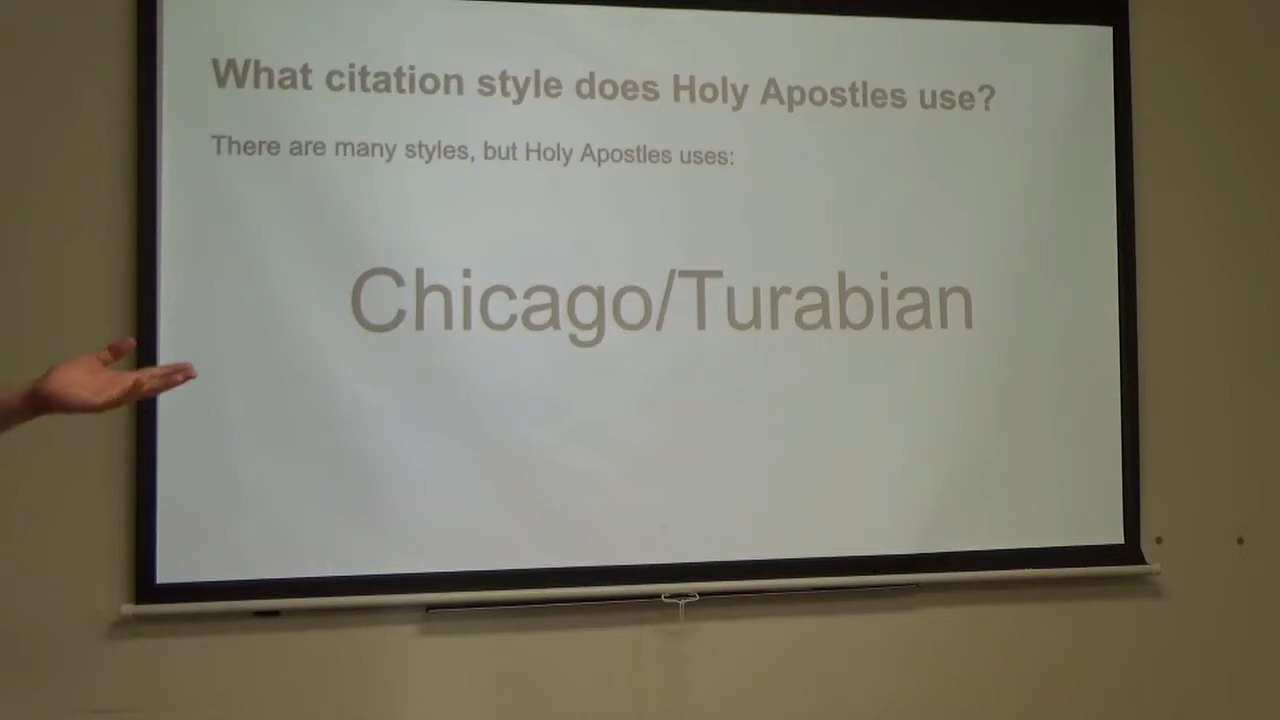 What citation style does Holy Apostles use?
There are many styles, but Holy Apostles uses:
Chicago/Turabian